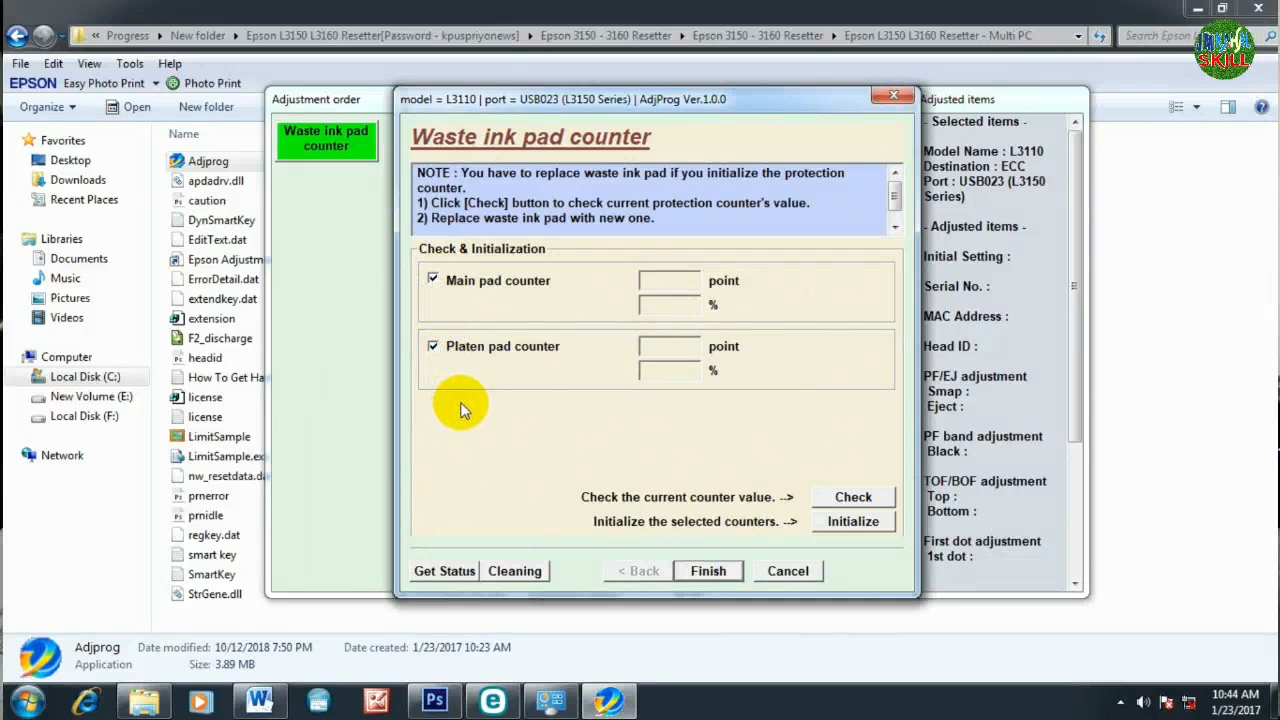 « Progress ▸ New folder ▸ Epson L3150 L3160 Resetter[Password - kpuspriyonews] ▸ Epson 3150 - 3160 Resetter ▸ Epson 3150 - 3160 Resetter ▸ Epson L3150 L3160 Resetter - Multi PC
Search Epson
SKJLL
File Edit View Tools Help
EPSON Easy Photo Print Photo Print
Organize Open New folder
Favorites
Desktop
Downloads
Recent Places
Libraries
Documents
Music
Pictures
Videos
Computer
Local Disk (C:)
New Volume (E:)
Local Disk (F:)
Network
Name
Adjprog
apdadrv.dll
caution
DynSmartKey
EditText.dat
Epson Adjustm
ErrorDetail.dat
extendkey.dat
extension
F2_discharge
headid
How To Get Ha
license
license
LimitSample
LimitSample.ex
nw_resetdata.da
prnerror
prnidle
regkey.dat
smart key
SmartKey
StrGene.dll
Adjustment order
Waste ink pad
counter
model = L3110 | port = USB023 (L3150 Series) | AdjProg Ver.1.0.0
Waste ink pad counter
NOTE : You have to replace waste ink pad if you initialize the protection
counter.
1) Click [Check] button to check current protection counter's value.
2) Replace waste ink pad with new one.
Check & Initialization
Main pad counter point
%
Platen pad counter point
%
Check the current counter value. --> Check
Initialize the selected counters. --> Initialize
Get Status Cleaning < Back Finish Cancel
Adjusted items
- Selected items -
Model Name : L3110
Destination : ECC
Port : USB023 (L3150
Series)
- Adjusted items -
Initial Setting :
Serial No. :
MAC Address :
Head ID :
PF/EJ adjustment
Smap :
Eject :
PF band adjustment
Black :
TOF/BOF adjustment
Top :
Bottom :
First dot adjustment
1st dot :
Adjprog Date modified: 10/12/2018 7:50 PM Date created: 1/23/2017 10:23 AM
Application Size: 3.89 MB
10:44 AM
1/23/2017